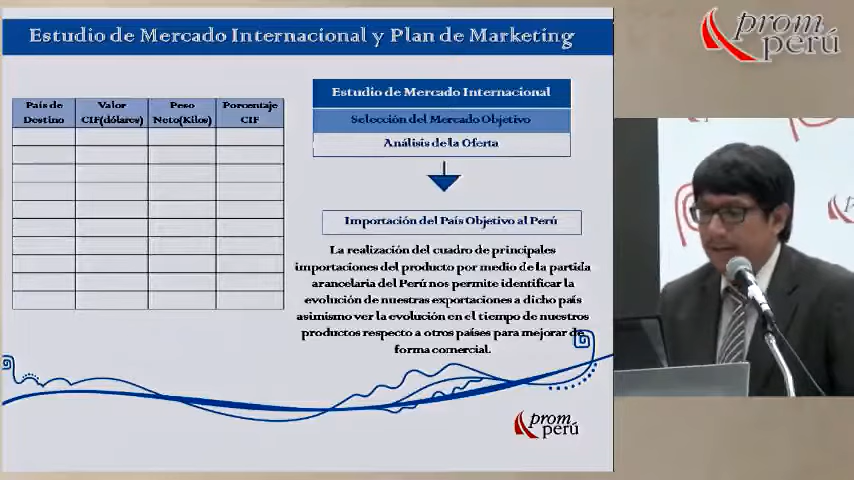 Estudio de Mercado Internacional y Plan de Marketing
prom
perú
País de
Destino
Valor
CIF(dólares)
Peso
Neto(Kilos)
Porcentaje
CIF
Estudio de Mercado Internacional
Selección del Mercado Objetivo
Análisis de la Oferta
Importación del País Objetivo al Perú
La realización del cuadro de principales
importaciones del producto por medio de la partida
arancelaria del Perú nos permite identificar la
evolución de nuestras exportaciones a dicho país
asimismo ver la evolución en el tiempo de nuestros
productos respecto a otros países para mejorar de
forma comercial.
prom
perú